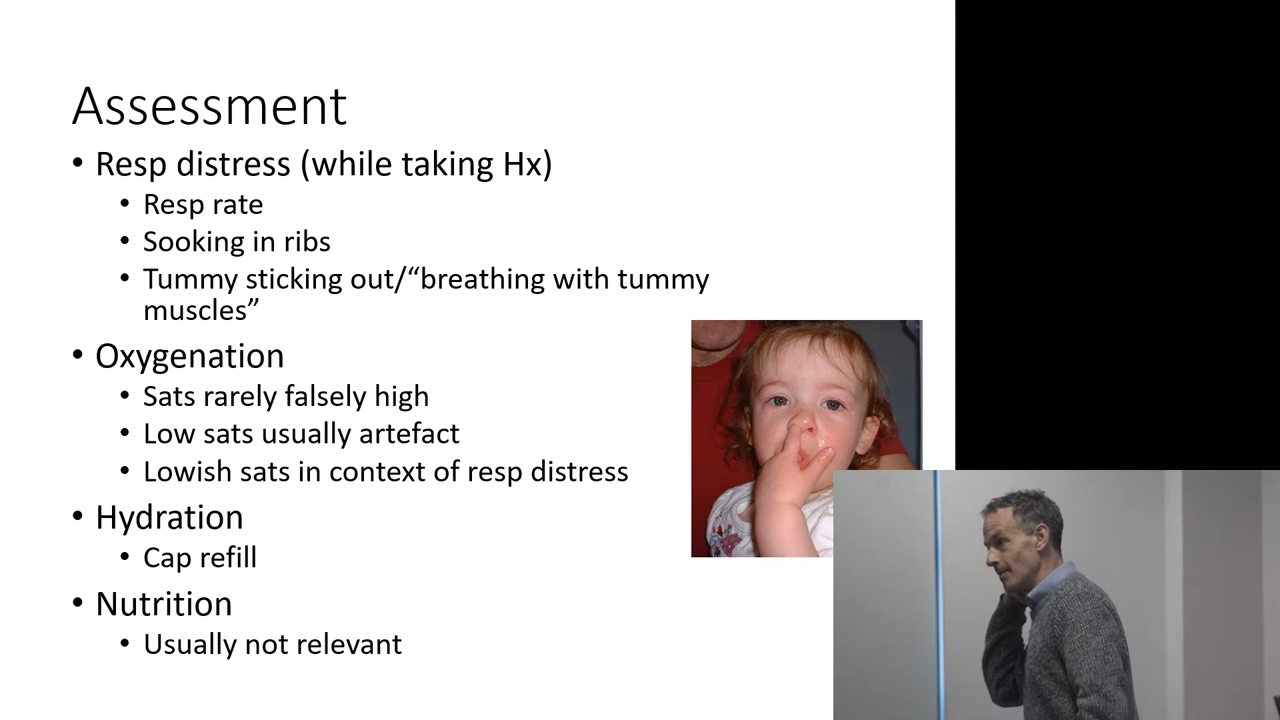 Assessment
• Resp distress (while taking Hx)
• Resp rate
• Sooking in ribs
• Tummy sticking out/“breathing with tummy
muscles”
• Oxygenation
• Sats rarely falsely high
• Low sats usually artefact
• Lowish sats in context of resp distress
• Hydration
• Cap refill
• Nutrition
• Usually not relevant